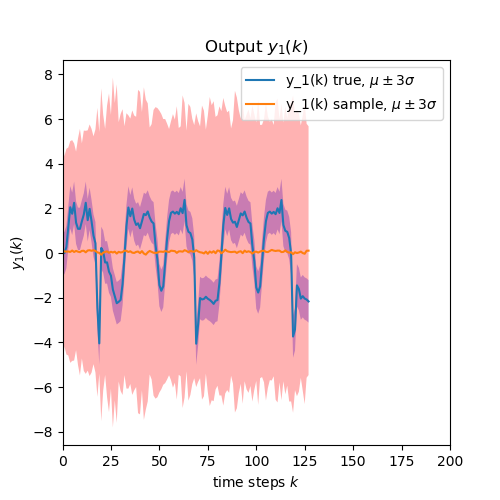 Output y₁(k)
y_1(k) true, μ ± 3σ
y_1(k) sample, μ ± 3σ
8
6
4
2
0
−2
−4
−6
−8
y₁(k)
0 25 50 75 100 125 150 175 200
time steps k